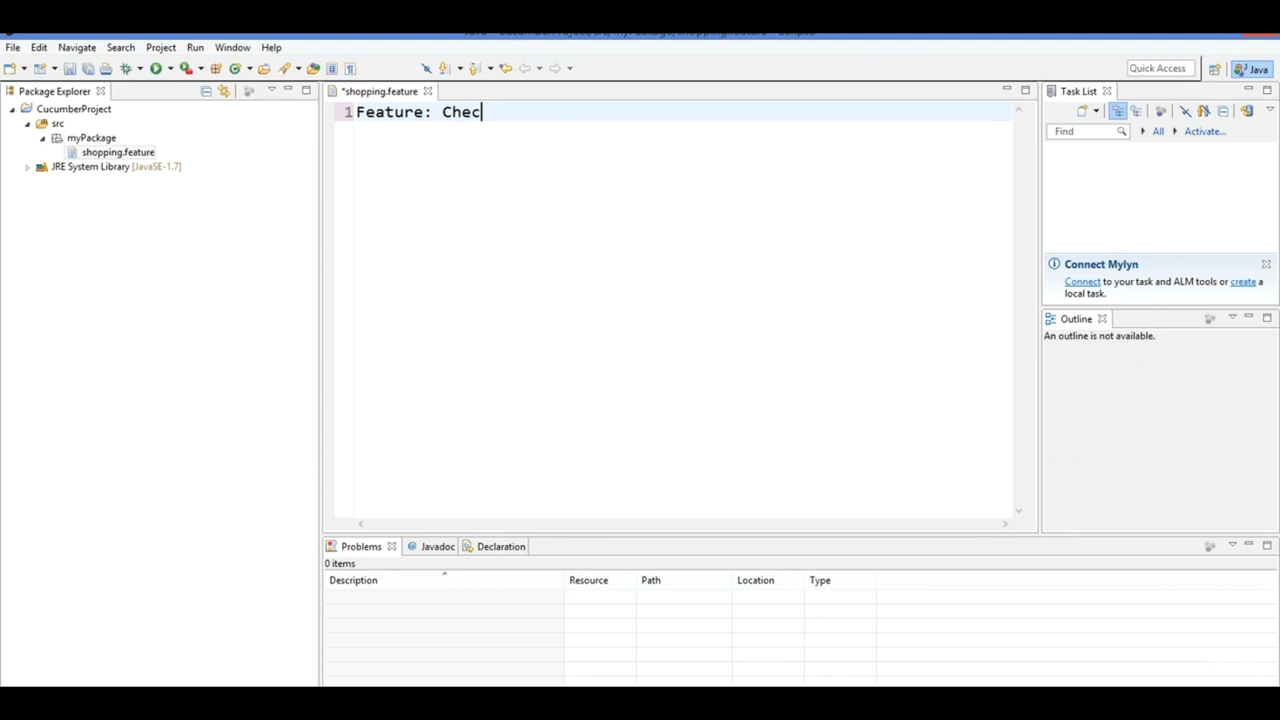 File Edit Navigate Search Project Run Window Help
Quick Access Java
Package Explorer
CucumberProject
src
myPackage
shopping.feature
JRE System Library [JavaSE-1.7]
*shopping.feature
1 Feature: Chec
Task List
Find All Activate...
Connect Mylyn
Connect to your task and ALM tools or create a
local task.
Outline
An outline is not available.
Problems @ Javadoc Declaration
0 items
Description Resource Path Location Type